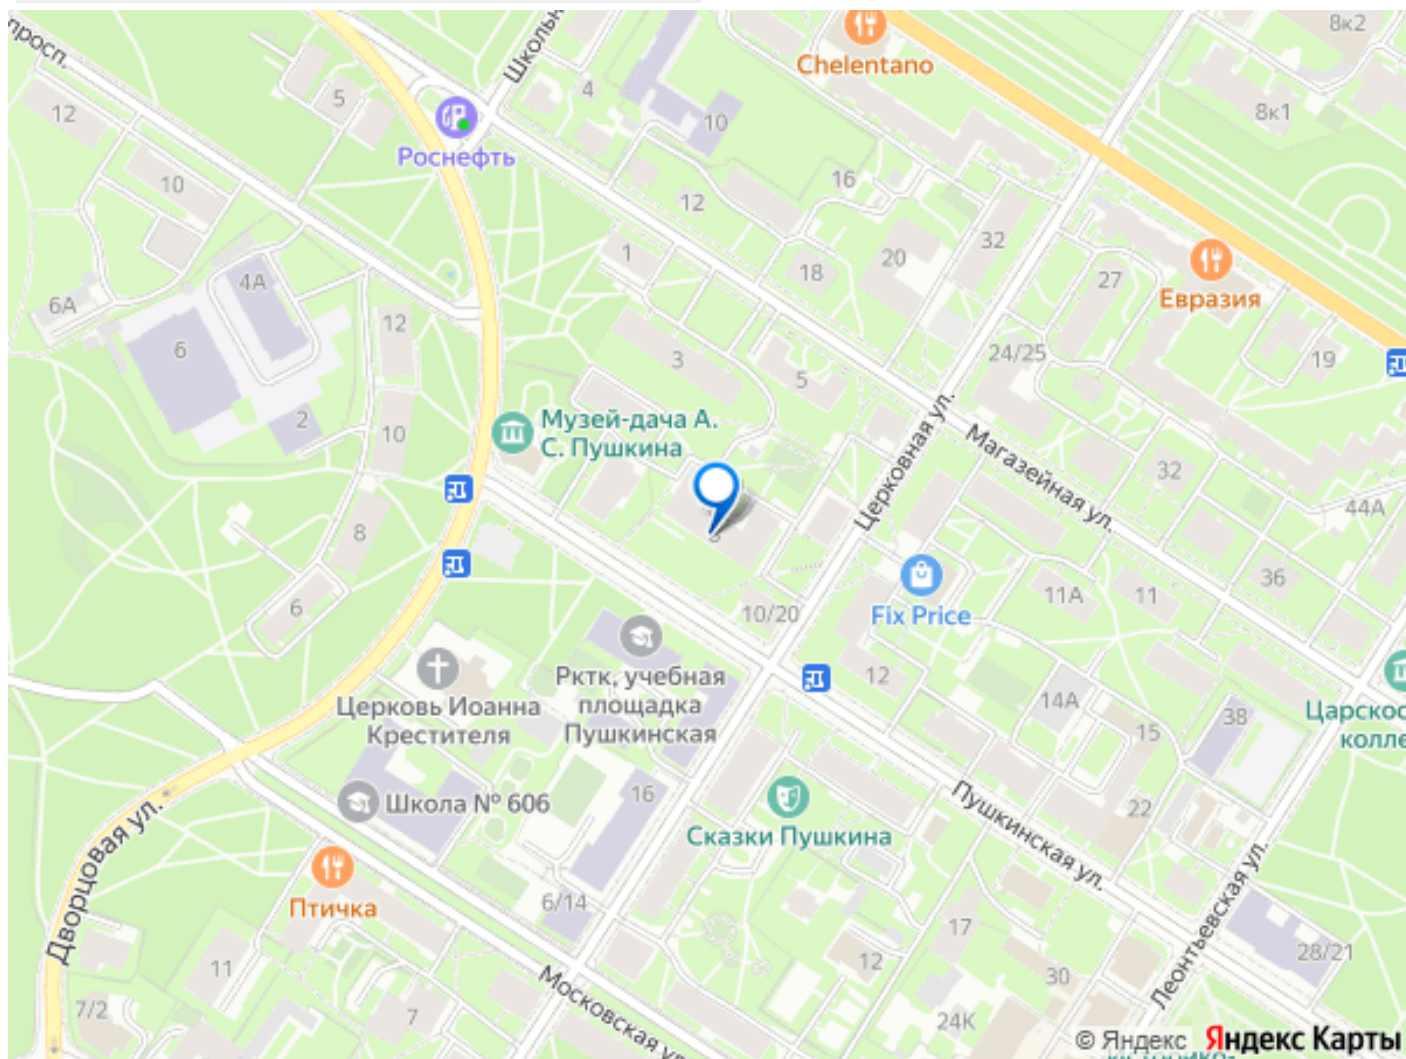 просп.
Школьн
Chelentano
8к2
8к1
12
5
4
10
Роснефть
10
12
16
32
20
18
1
27
Евразия
6А
4А
12
6
3
5
24/25
19
2
10
Музей-дача А.
С. Пушкина
Церковная ул.
Магазейная ул.
32
44А
8
6
Fix Price
11А
11
36
10/20
12
Рктк, учебная
площадка
Пушкинская
Церковь Иоанна
Крестителя
14А
15
38
Царскос
колле
Школа № 606
16
Сказки Пушкина
22
Пушкинская ул.
Дворцовая ул.
Птичка
6/14
17
12
30
28/21
Леонтьевская ул.
11
7/2
7
Московская ул.
24К
© Яндекс Яндекс Карты